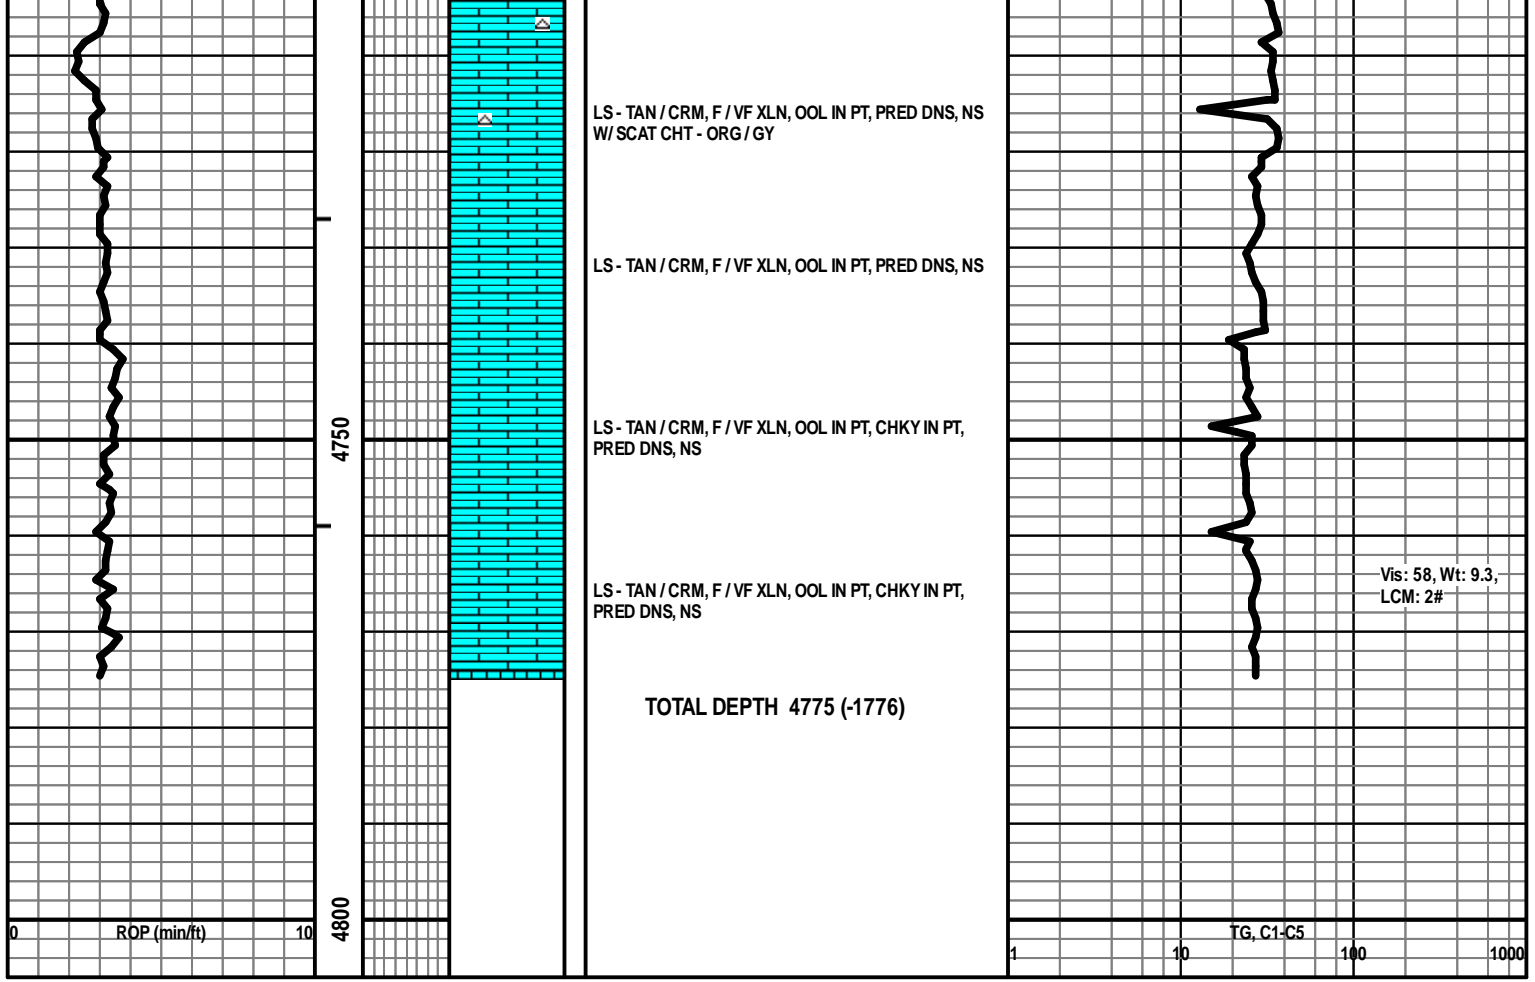 LS - TAN / CRM, F / VF XLN, OOL IN PT, PRED DNS, NS
W/ SCAT CHT - ORG / GY
LS - TAN / CRM, F / VF XLN, OOL IN PT, PRED DNS, NS
4750
LS - TAN / CRM, F / VF XLN, OOL IN PT, CHKY IN PT,
PRED DNS, NS
LS - TAN / CRM, F / VF XLN, OOL IN PT, CHKY IN PT,
PRED DNS, NS
Vis: 58, Wt: 9.3,
LCM: 2#
TOTAL DEPTH 4775 (-1776)
4800
0 ROP (min/ft) 10
TG, C1-C5
1 10 100 1000